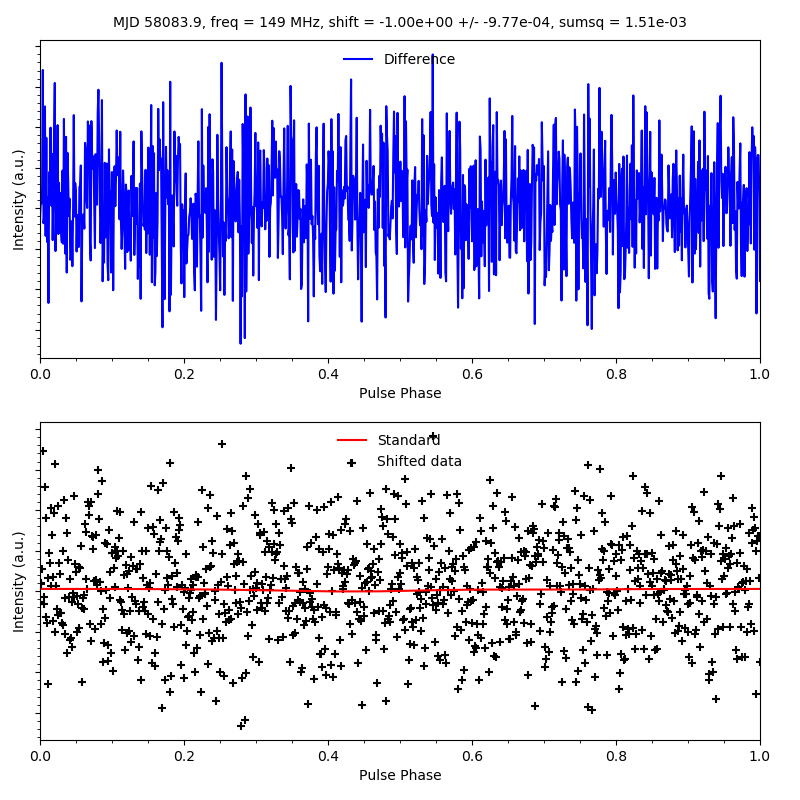 MJD 58083.9, freq = 149 MHz, shift = -1.00e+00 +/- -9.77e-04, sumsq = 1.51e-03
Difference
Intensity (a.u.)
0.0 0.2 0.4 0.6 0.8 1.0
Pulse Phase
Standard
Shifted data
Intensity (a.u.)
0.0 0.2 0.4 0.6 0.8 1.0
Pulse Phase